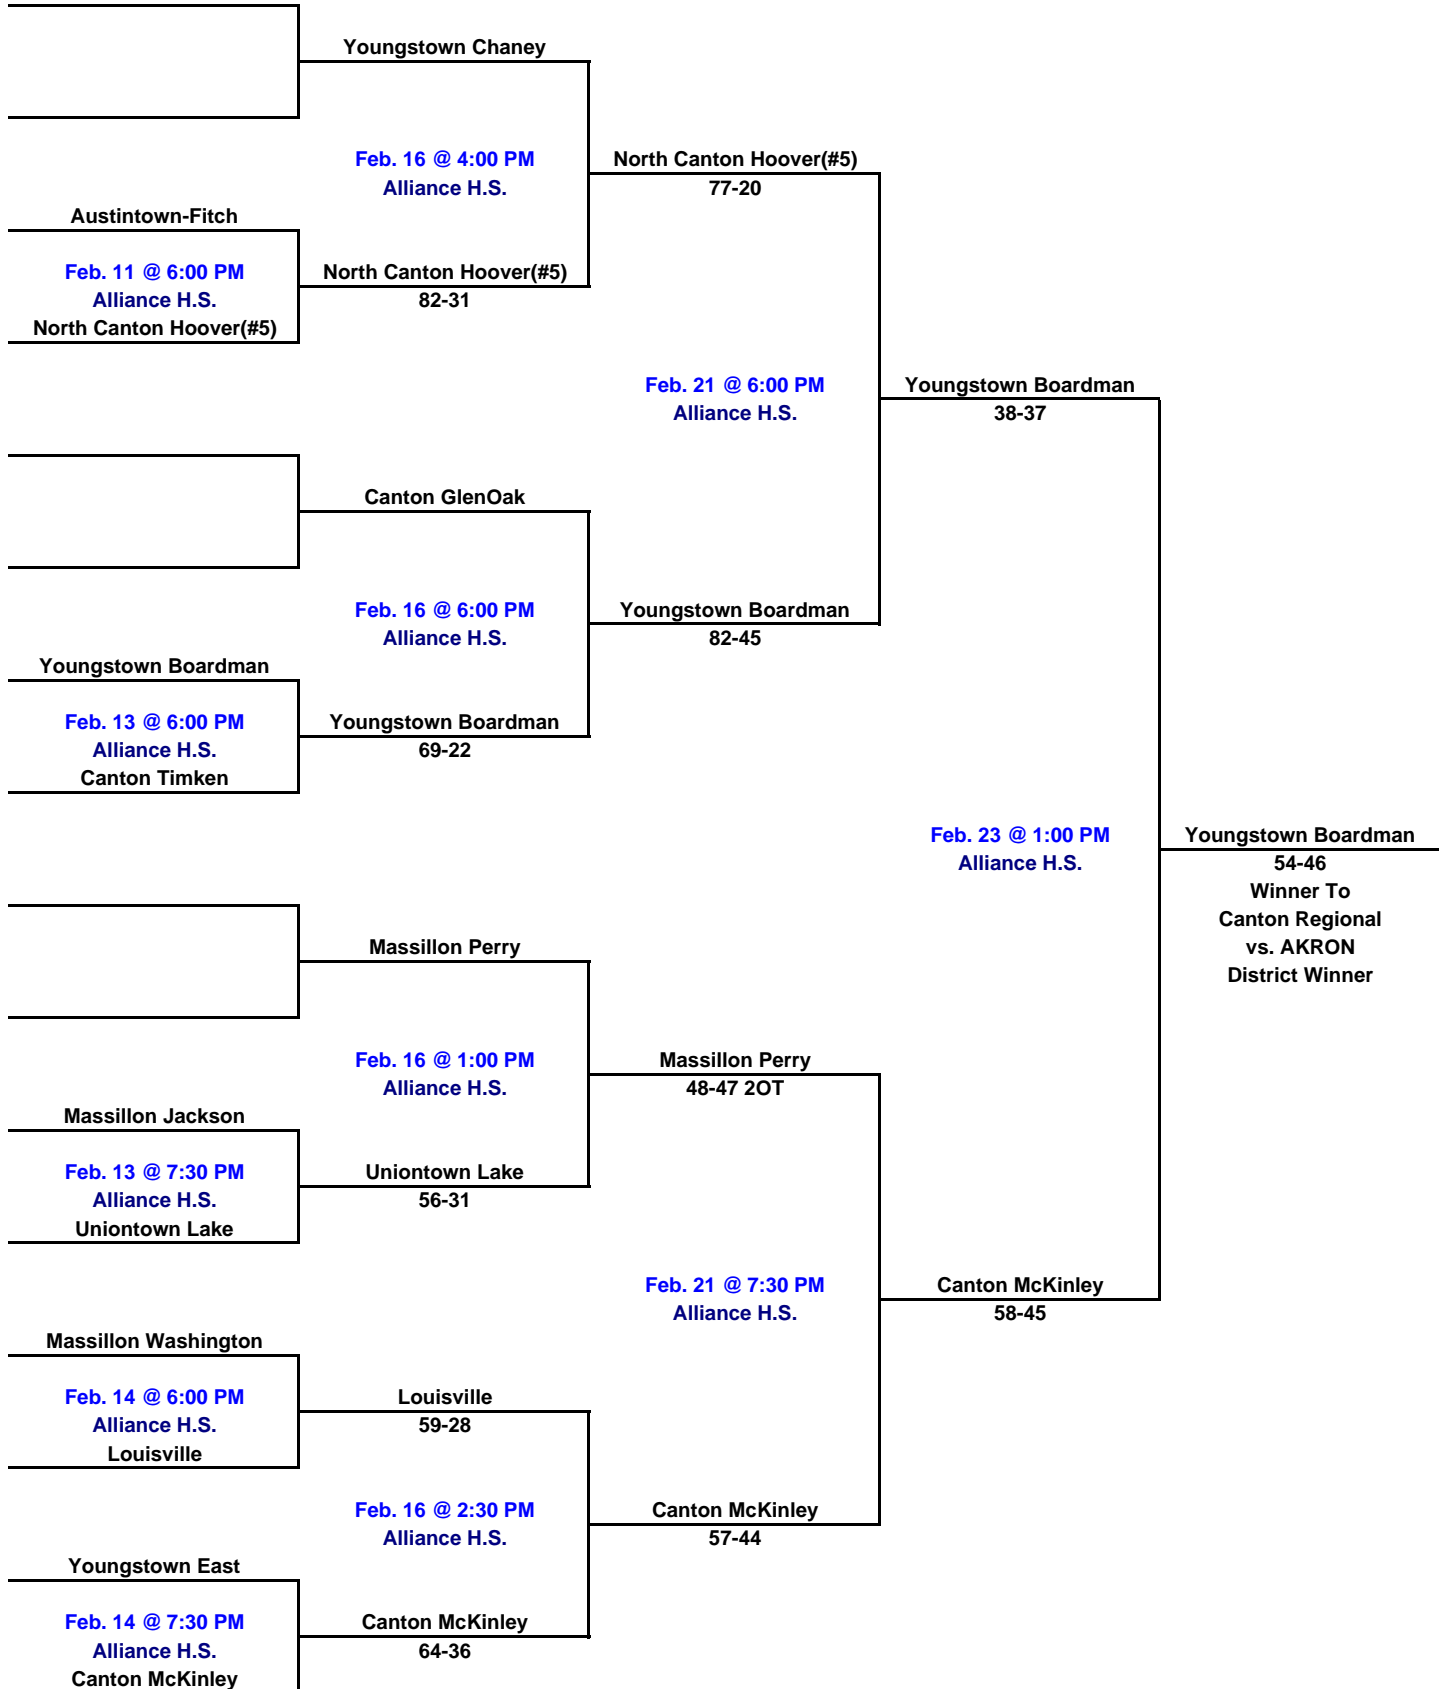 Youngstown Chaney
Feb. 16 @ 4:00 PM
Alliance H.S.
North Canton Hoover(#5)
77-20
Austintown-Fitch
Feb. 11 @ 6:00 PM
Alliance H.S.
North Canton Hoover(#5)
North Canton Hoover(#5)
82-31
Feb. 21 @ 6:00 PM
Alliance H.S.
Youngstown Boardman
38-37
Canton GlenOak
Feb. 16 @ 6:00 PM
Alliance H.S.
Youngstown Boardman
82-45
Youngstown Boardman
Feb. 13 @ 6:00 PM
Alliance H.S.
Canton Timken
Youngstown Boardman
69-22
Feb. 23 @ 1:00 PM
Alliance H.S.
Youngstown Boardman
54-46
Winner To
Canton Regional
vs. AKRON
District Winner
Massillon Perry
Feb. 16 @ 1:00 PM
Alliance H.S.
Massillon Perry
48-47 2OT
Massillon Jackson
Feb. 13 @ 7:30 PM
Alliance H.S.
Uniontown Lake
Uniontown Lake
56-31
Feb. 21 @ 7:30 PM
Alliance H.S.
Canton McKinley
58-45
Massillon Washington
Feb. 14 @ 6:00 PM
Alliance H.S.
Louisville
Louisville
59-28
Feb. 16 @ 2:30 PM
Alliance H.S.
Canton McKinley
57-44
Youngstown East
Feb. 14 @ 7:30 PM
Alliance H.S.
Canton McKinley
Canton McKinley
64-36